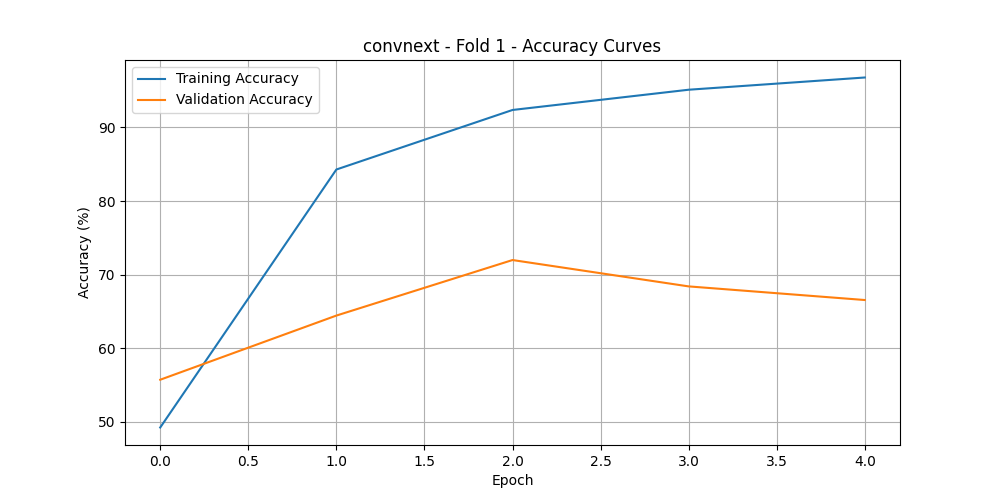 convnext - Fold 1 - Accuracy Curves
Training Accuracy
Validation Accuracy
Accuracy (%)
90
80
70
60
50
0.0 0.5 1.0 1.5 2.0 2.5 3.0 3.5 4.0
Epoch